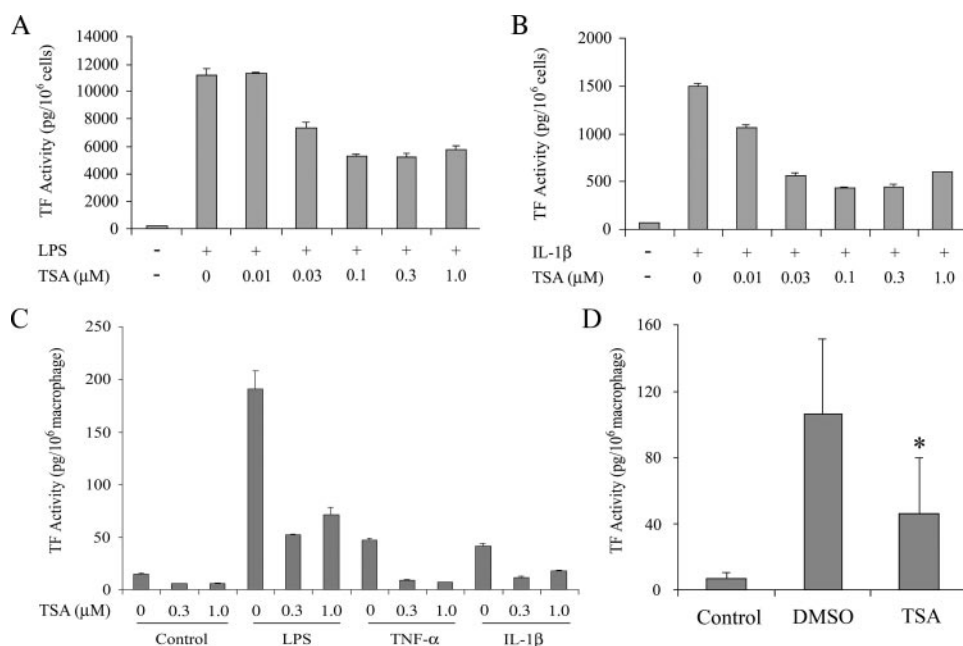 A
TF Activity (pg/10⁶ cells)
14000
12000
10000
8000
6000
4000
2000
0
LPS - + + + + +
TSA (μM) - 0 0.01 0.03 0.1 0.3 1.0
B
TF Activity (pg/10⁶ cells)
2000
1500
1000
500
0
IL-1β - + + + + + +
TSA (μM) - 0 0.01 0.03 0.1 0.3 1.0
C
TF Activity (pg/10⁶ macrophage)
250
200
150
100
50
0
TSA (μM) 0 0.3 1.0 0 0.3 1.0 0 0.3 1.0 0 0.3 1.0
Control LPS TNF-α IL-1β
D
TF Activity (pg/10⁶ macrophage)
160
120
80
40
0
*
Control DMSO TSA